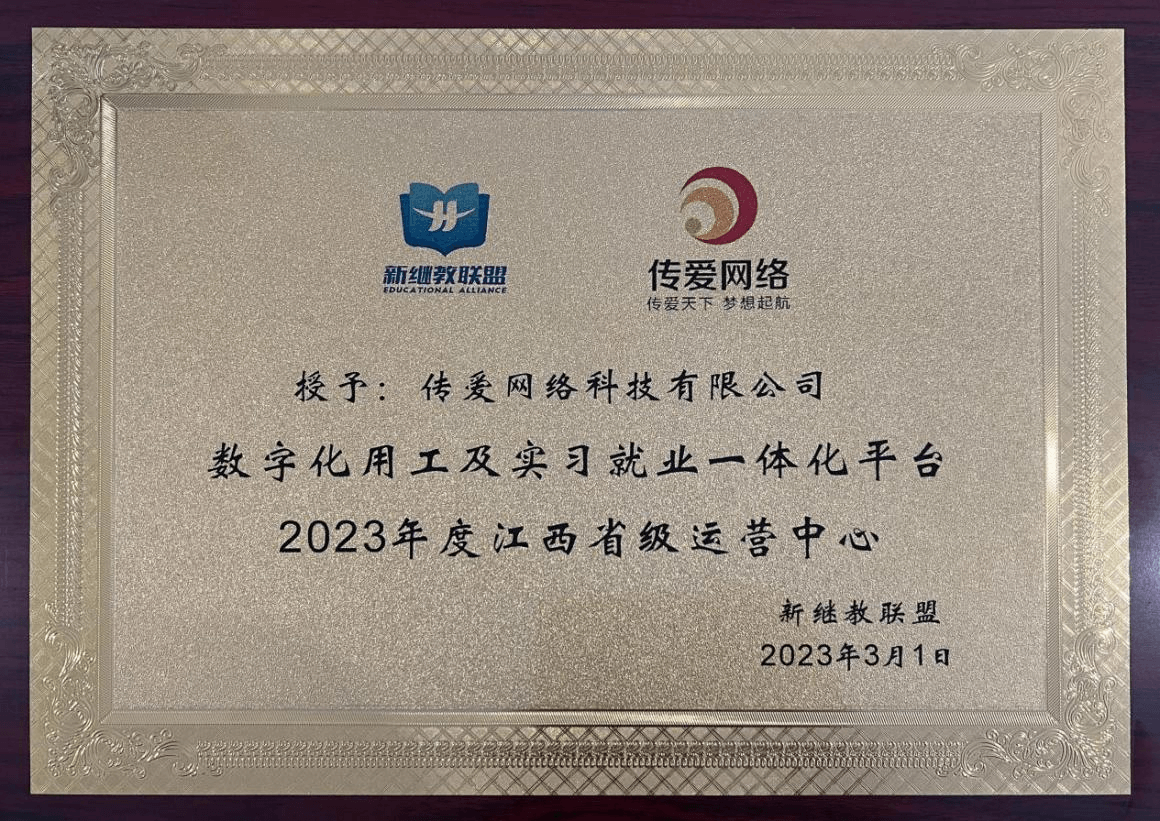 新继教联盟
EDUCATIONAL ALLIANCE
传爱网络
传爱天下 梦想起航
授予：传爱网络科技有限公司
数字化用工及实习就业一体化平台
2023年度江西省级运营中心
新继教联盟
2023年3月1日